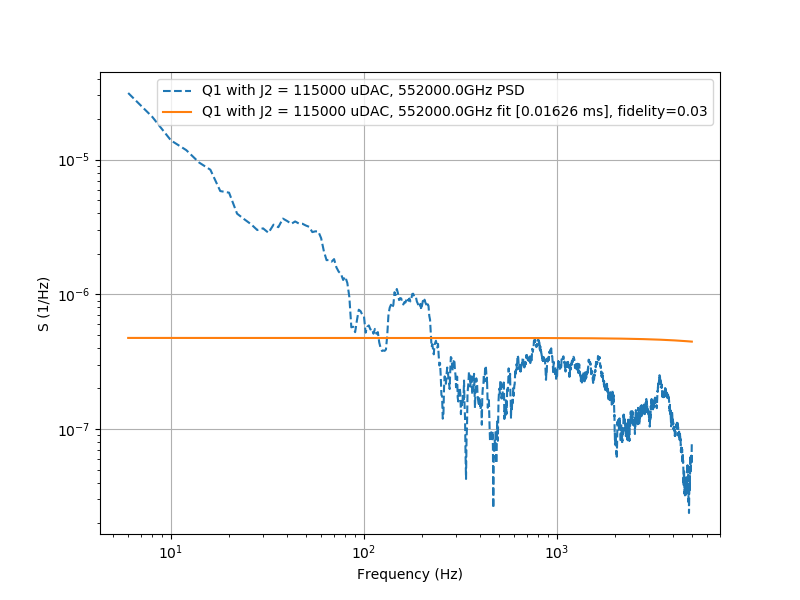 Q1 with J2 = 115000 uDAC, 552000.0GHz PSD
Q1 with J2 = 115000 uDAC, 552000.0GHz fit [0.01626 ms], fidelity=0.03
S (1/Hz)
10⁻⁵
10⁻⁶
10⁻⁷
10¹
10²
10³
Frequency (Hz)